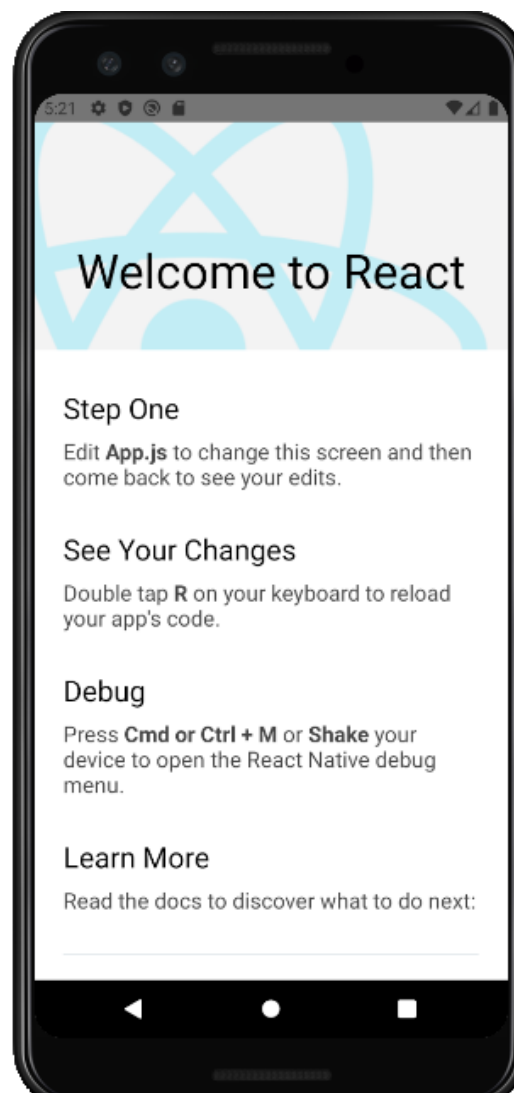 5:21
Welcome to React
Step One
Edit App.js to change this screen and then
come back to see your edits.
See Your Changes
Double tap R on your keyboard to reload
your app's code.
Debug
Press Cmd or Ctrl + M or Shake your
device to open the React Native debug
menu.
Learn More
Read the docs to discover what to do next: